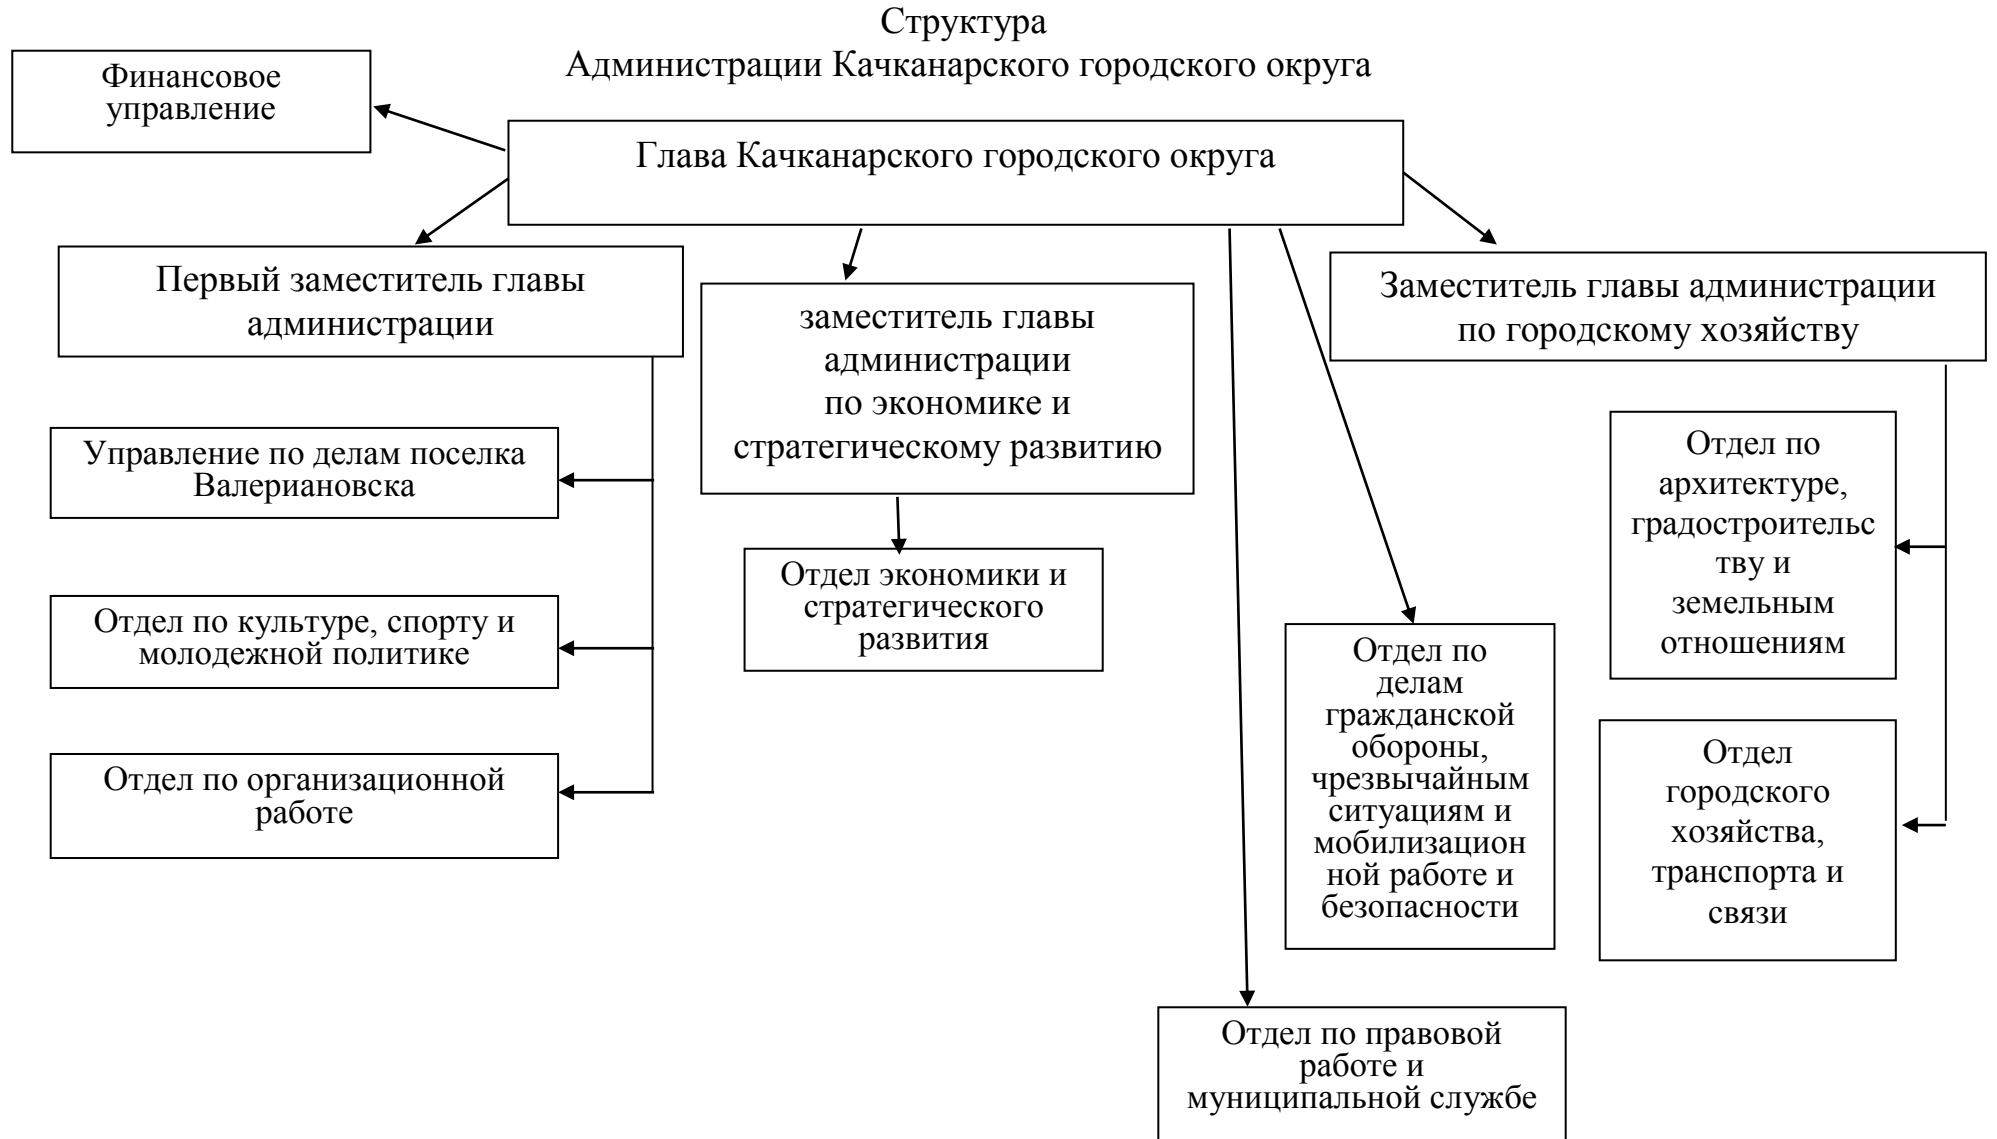 Структура
Администрации Качканарского городского округа
Финансовое
управление
Глава Качканарского городского округа
Первый заместитель главы
администрации
заместитель главы
администрации
по экономике и
стратегическому развитию
Заместитель главы администрации
по городскому хозяйству
Управление по делам поселка
Валериановска
Отдел по культуре, спорту и
молодежной политике
Отдел по организационной
работе
Отдел экономики и
стратегического
развития
Отдел по
делам
гражданской
обороны,
чрезвычайным
ситуациям и
мобилизацион
ной работе и
безопасности
Отдел по
архитектуре,
градостроительс
тву и
земельным
отношениям
Отдел
городского
хозяйства,
транспорта и
связи
Отдел по правовой
работе и
муниципальной службе